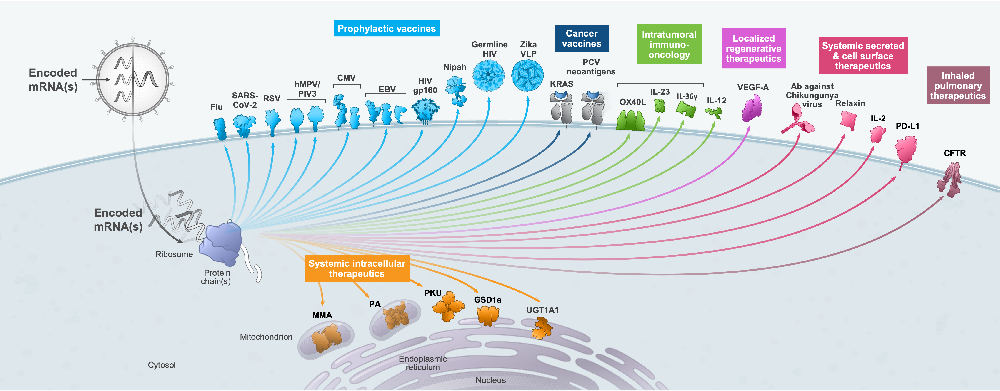 Prophylactic vaccines
Cancer
vaccines
Intratumoral
immuno-
oncology
Localized
regenerative
therapeutics
Systemic secreted
& cell surface
therapeutics
Inhaled
pulmonary
therapeutics
Encoded
mRNA(s)
Flu
SARS-
CoV-2
RSV
hMPV/
PIV3
CMV
EBV
HIV
gp160
Nipah
Germline
HIV
Zika
VLP
KRAS
PCV
neoantigens
OX40L
IL-23
IL-36γ
IL-12
VEGF-A
Ab against
Chikungunya
virus
Relaxin
IL-2
PD-L1
CFTR
Encoded
mRNA(s)
Ribosome
Protein
chain(s)
Systemic intracellular
therapeutics
MMA
PA
PKU
GSD1a
UGT1A1
Mitochondrion
Endoplasmic
reticulum
Cytosol
Nucleus